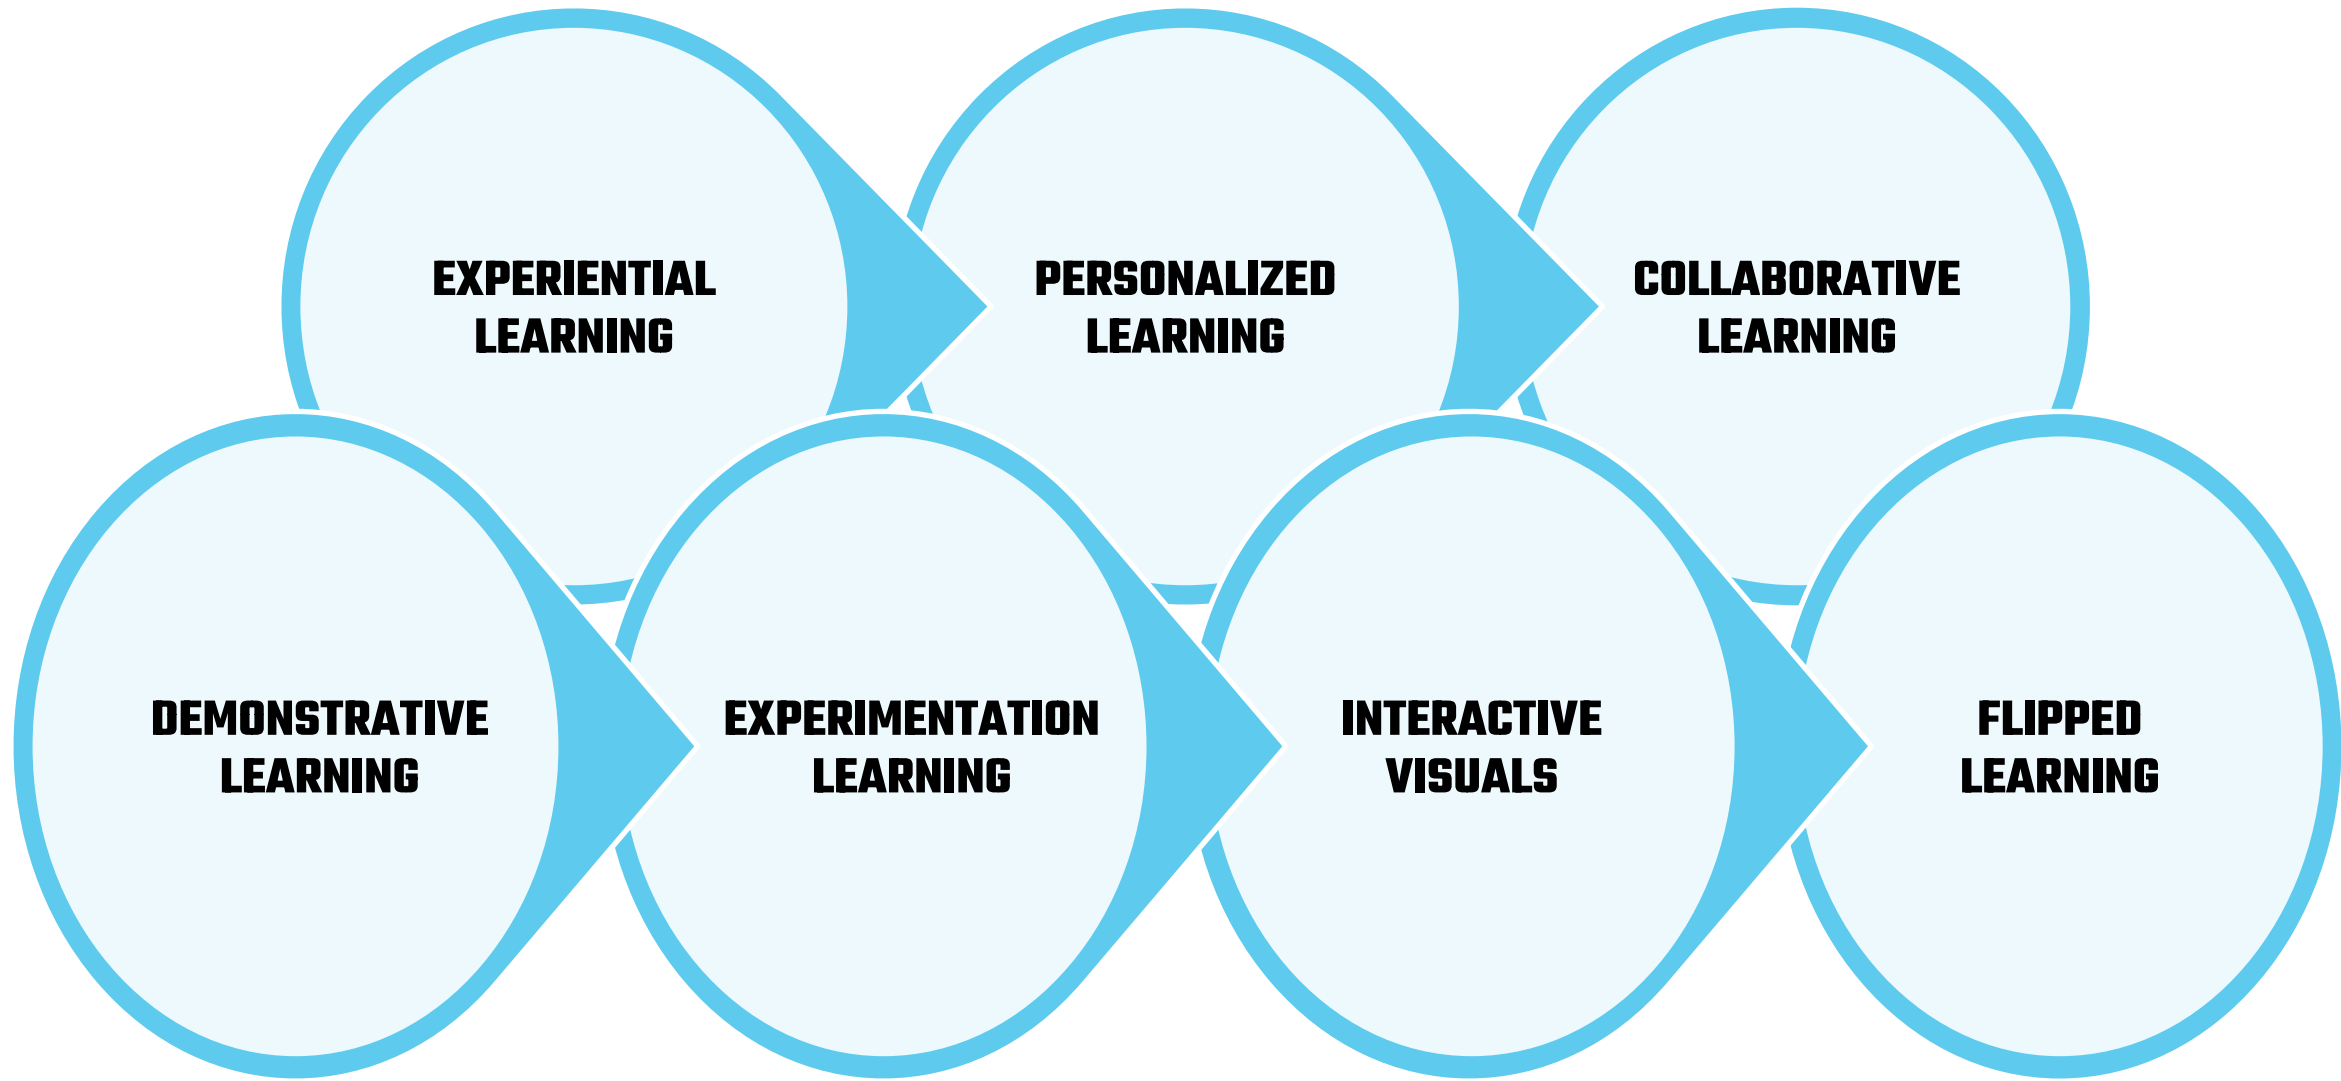 EXPERIENTIAL
LEARNING
PERSONALIZED
LEARNING
COLLABORATIVE
LEARNING
DEMONSTRATIVE
LEARNING
EXPERIMENTATION
LEARNING
INTERACTIVE
VISUALS
FLIPPED
LEARNING